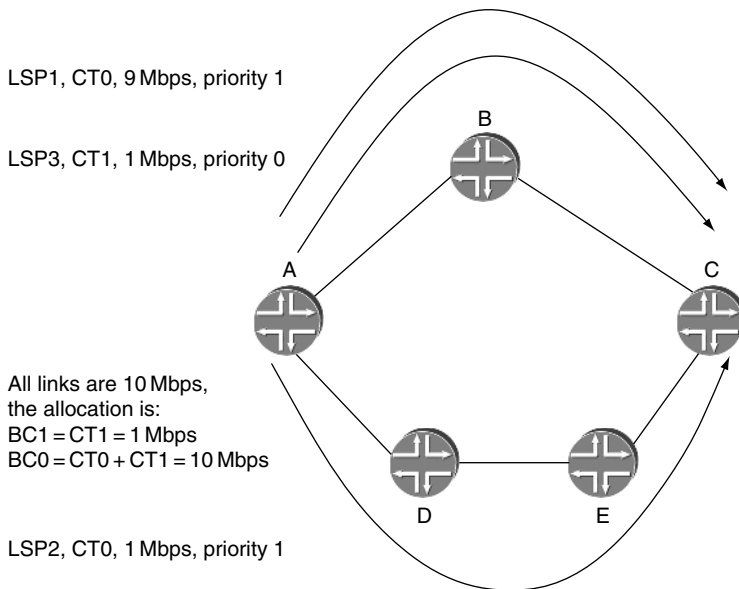 LSP1, CT0, 9 Mbps, priority 1
B
LSP3, CT1, 1 Mbps, priority 0
A
C
All links are 10 Mbps,
the allocation is:
BC1 = CT1 = 1 Mbps
BC0 = CT0 + CT1 = 10 Mbps
D
E
LSP2, CT0, 1 Mbps, priority 1